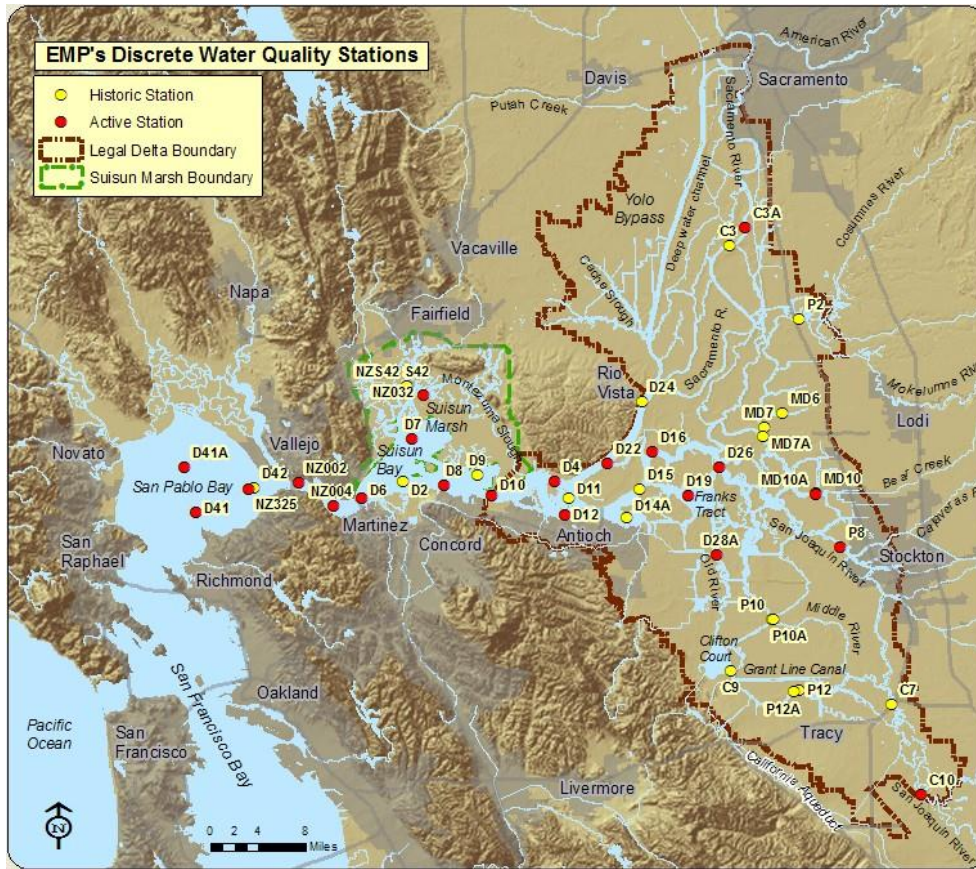 EMP's Discrete Water Quality Stations
Historic Station
Active Station
Legal Delta Boundary
Suisun Marsh Boundary
American River
Davis
Sacramento
Putah Creek
Sacramento River
Deep water channel
Yolo
Bypass
C3A
C3
Cosumnes River
Vacaville
Cache Slough
Napa
Fairfield
P2
Sacramento R.
NZS42
S42
NZ032
Montezuma Slough
Rio
Vista
D24
Mokelumne River
MD6
MD7
MD7A
Lodi
Suisun
Marsh
D7
Suisun
Bay
Vallejo
Novato
D41A
D42
NZ002
San Pablo Bay
NZ325
NZ004
D6
D2
D8
D9
D10
D4
D22
D16
D15
D26
D11
D12
D14A
D19
Franks
Tract
MD10A
MD10
Bear Creek
Calaveras R
D41
Martinez
Concord
Antioch
San
Raphael
Richmond
D28A
San Joaquin River
P8
Stockton
Old River
P10
P10A
Middle River
Clifton
Court
C9
Grant Line Canal
P12
P12A
C7
Tracy
Oakland
San Francisco Bay
Pacific
Ocean
San
Francisco
Livermore
California Aqueduct
C10
San Joaquin River
N
0 2 4 8
Miles